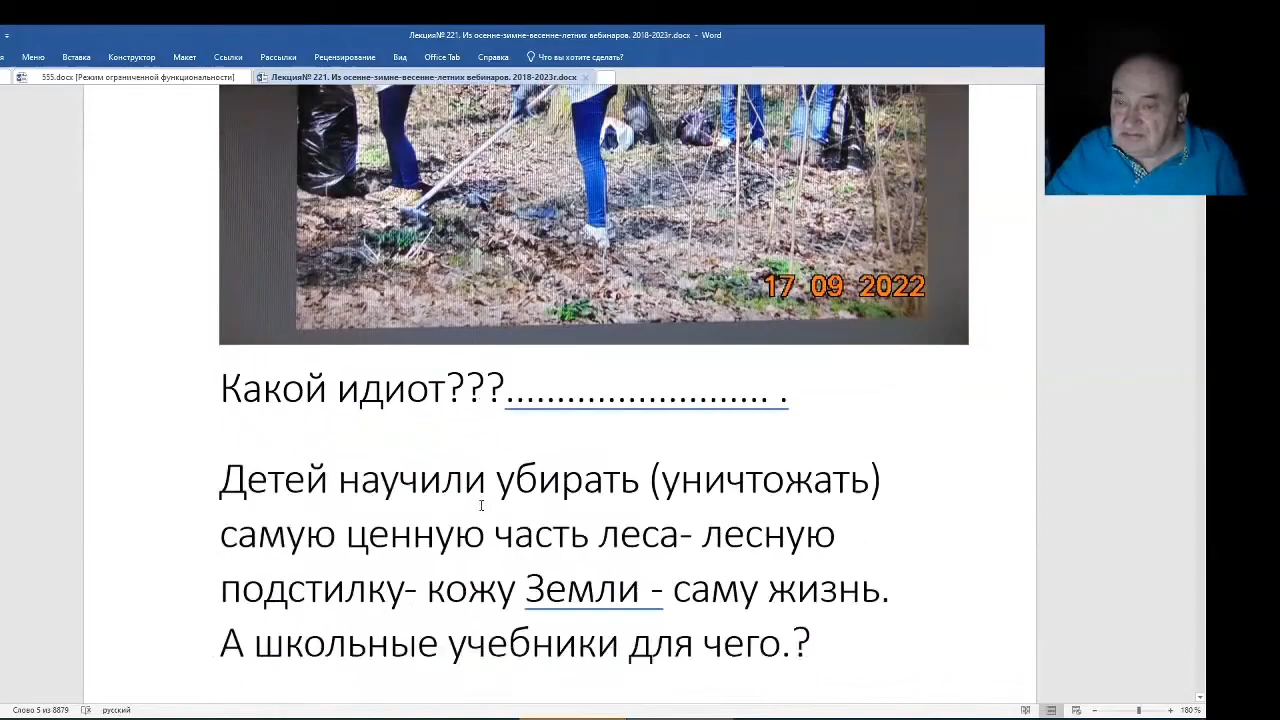 Лекция№ 221. Из осенне-зимне-весенне-летних вебинаров. 2018-2023г.docx - Word
Меню Вставка Конструктор Макет Ссылки Рассылки Рецензирование Вид Office Tab Что вы хотите сделать?
555.docx [Режим ограниченной функциональности] Лекция№ 221. Из осенне-зимне-весенне-летних вебинаров. 2018-2023г.docx
17 09 2022
Какой идиот???.......................... .
Детей научили убирать (уничтожать)
самую ценную часть леса- лесную
подстилку- кожу Земли - саму жизнь.
А школьные учебники для чего.?
Слово 5 из 8879 русский 180 %